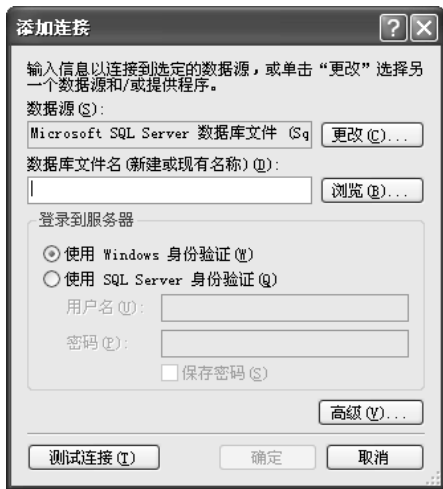 添加连接
输入信息以连接到选定的数据源，或单击“更改”选择另
一个数据源和/或提供程序。
数据源(S):
Microsoft SQL Server 数据库文件 (Sq
更改(C)...
数据库文件名(新建或现有名称)(D):
浏览(B)...
登录到服务器
使用 Windows 身份验证(W)
使用 SQL Server 身份验证(Q)
用户名(U):
密码(P):
保存密码(S)
高级(V)...
测试连接(T)
确定
取消